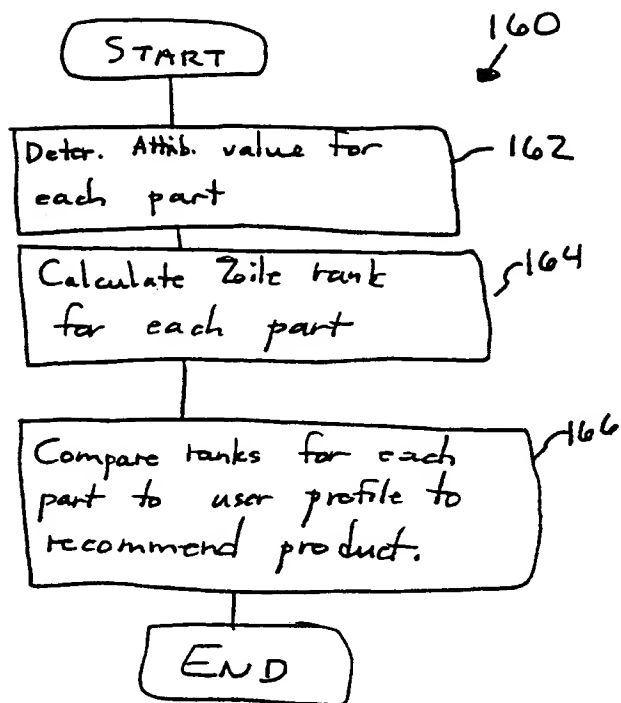 START
160
Deter. Attrib. value for
each part
162
Calculate %ile rank
for each part
164
Compare ranks for each
part to user profile to
recommend product.
166
END